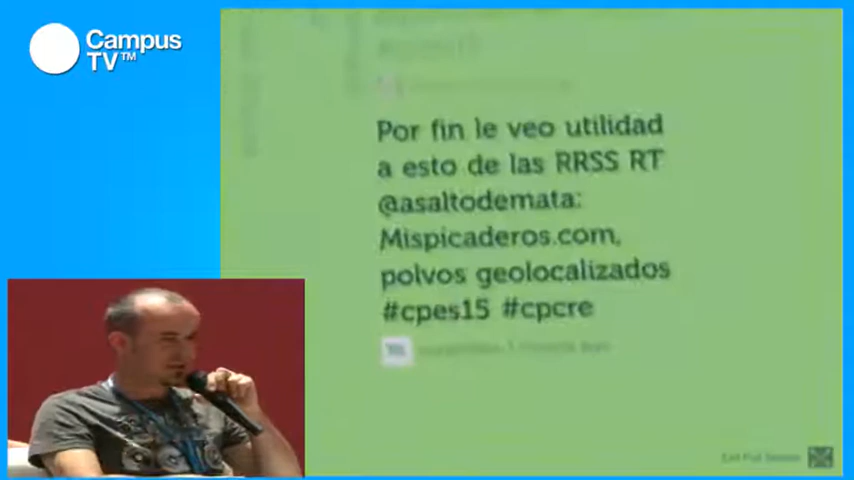 Campus
TV™
Por fin le veo utilidad
a esto de las RRSS RT
@asaltodemata:
Mispicaderos.com,
polvos geolocalizados
#cpes15 #cpcre